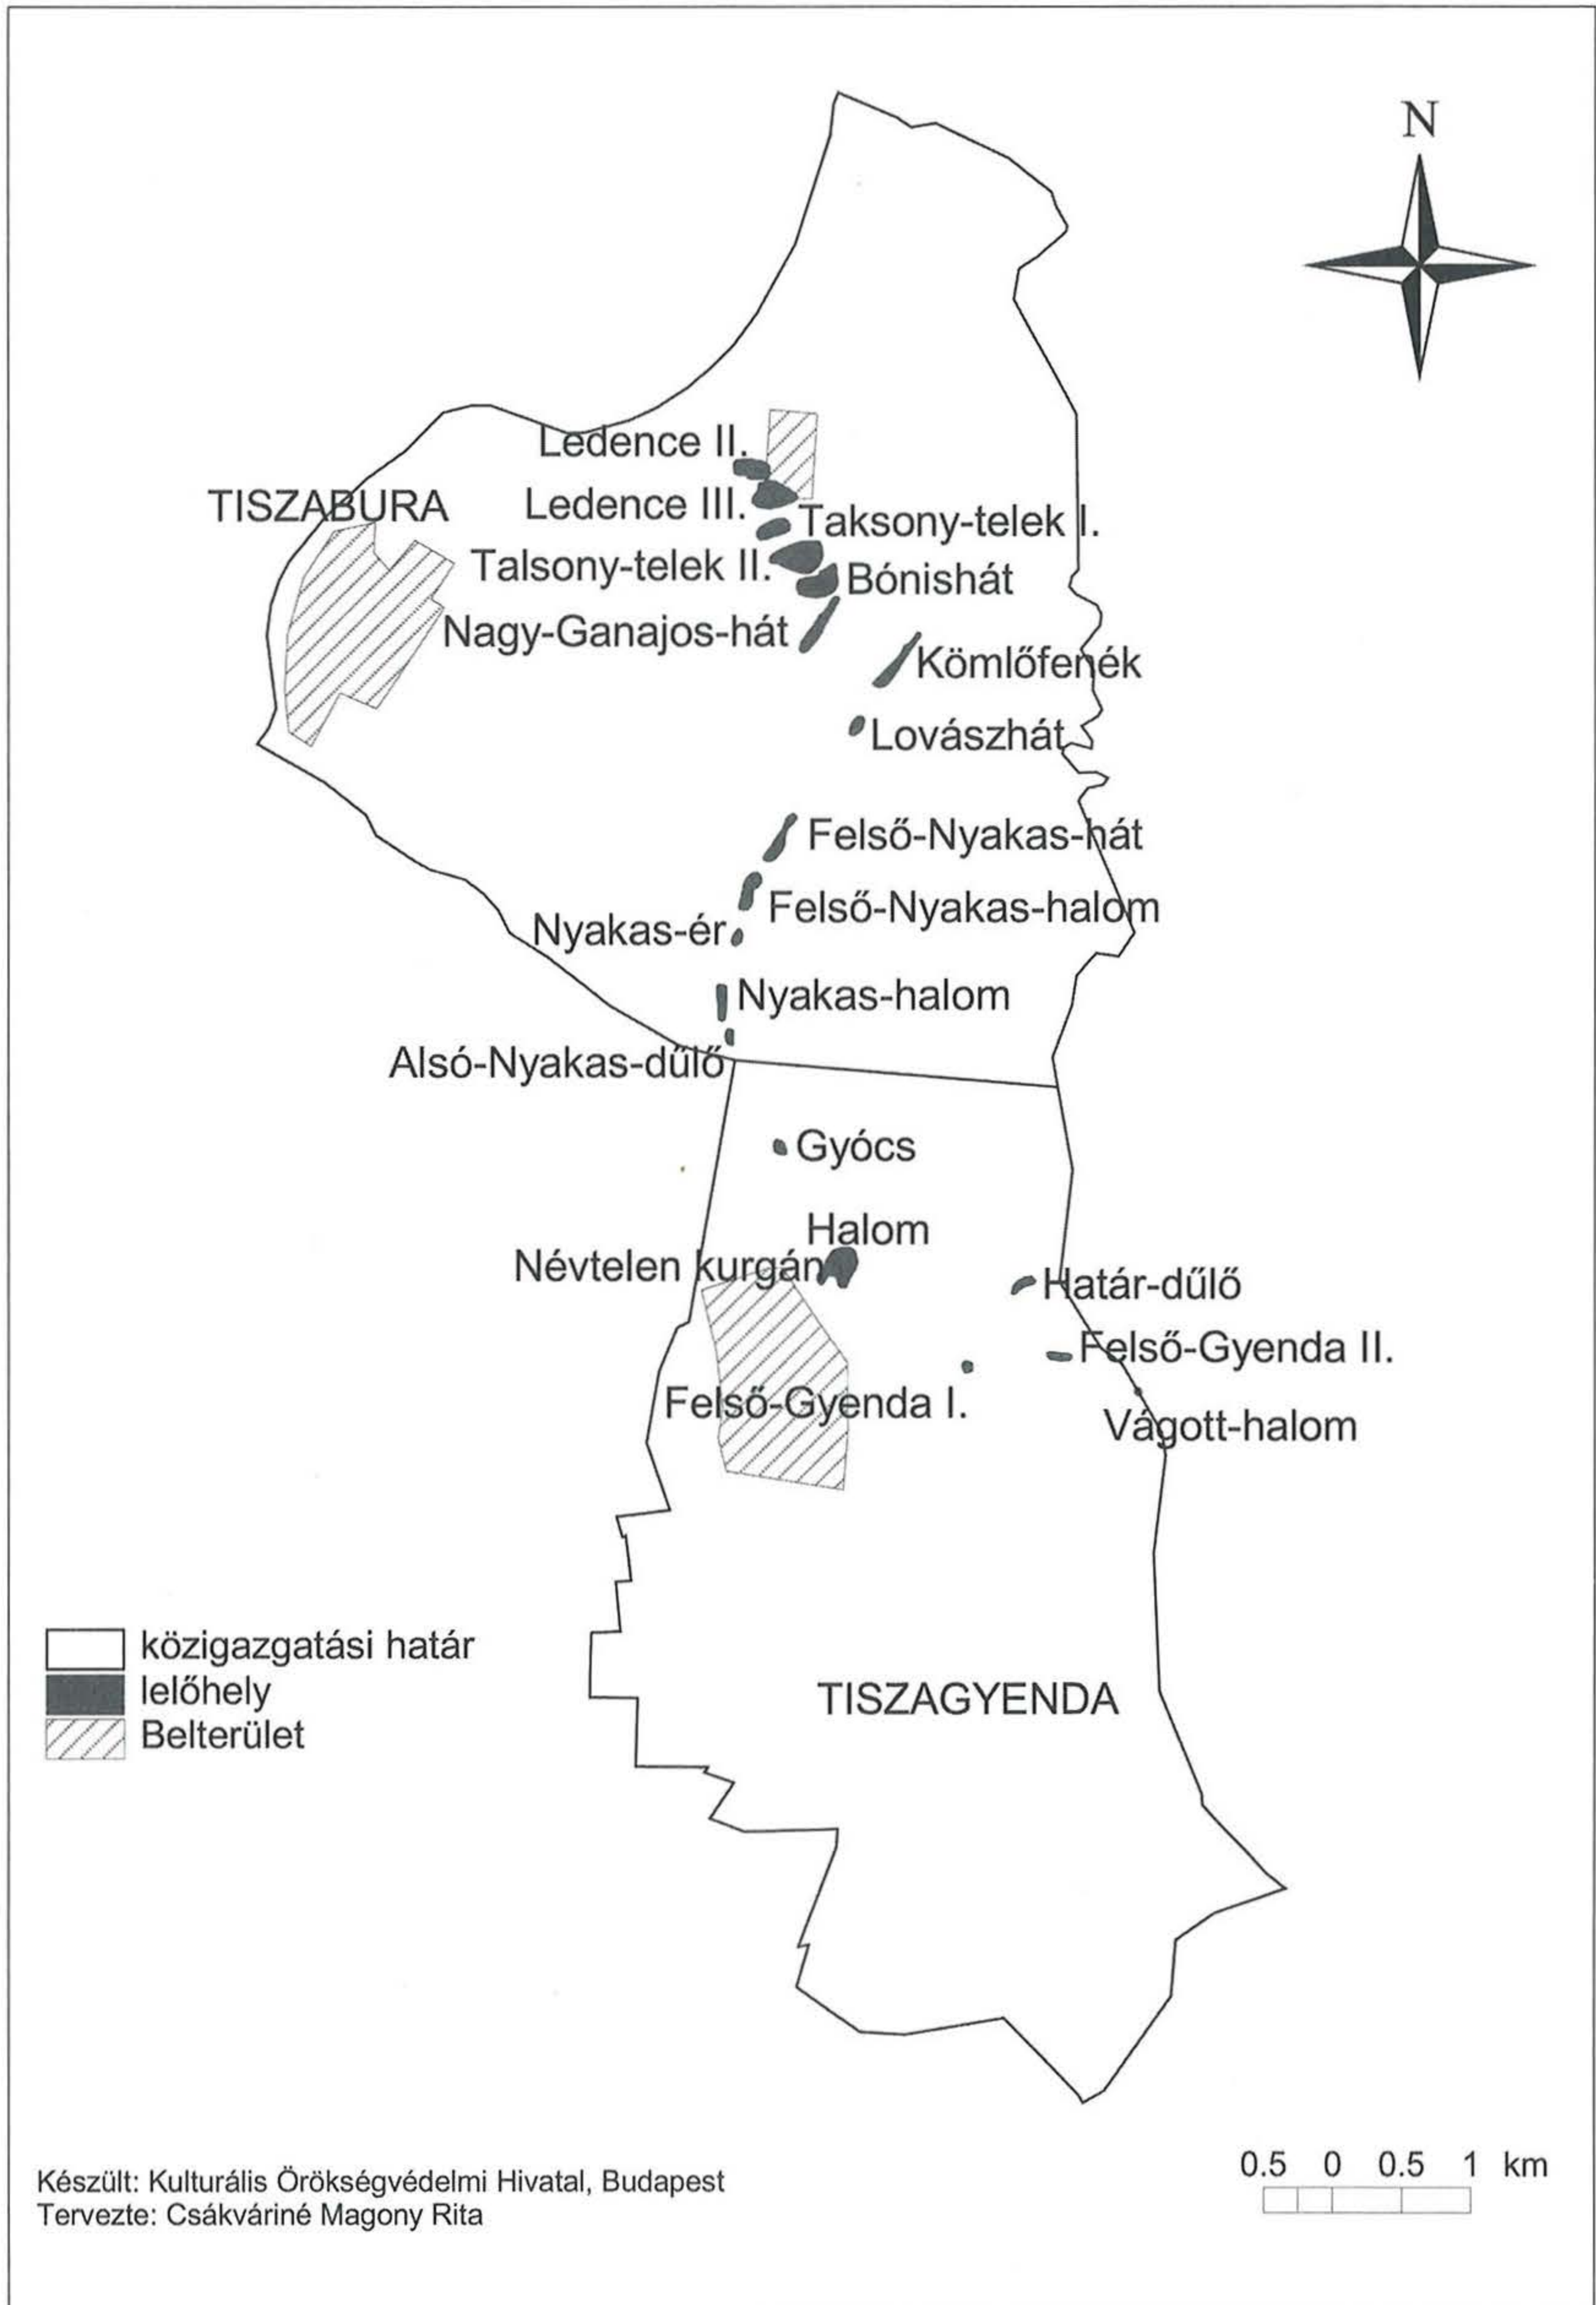 N
Ledence II.
TISZABURA
Ledence III.
Taksony-telek I.
Talsony-telek II.
Bónishát
Nagy-Ganajos-hát
Kömlőfenék
Lovászhát
Felső-Nyakas-hát
Felső-Nyakas-halom
Nyakas-ér
Nyakas-halom
Alsó-Nyakas-dűlő
Gyócs
Halom
Névtelen kurgán
Határ-dűlő
Felső-Gyenda II.
Felső-Gyenda I.
Vágott-halom
közigazgatási határ
lelőhely
Belterület
TISZAGYENDA
0.5 0 0.5 1 km
Készült: Kulturális Örökségvédelmi Hivatal, Budapest
Tervezte: Csákváriné Magony Rita